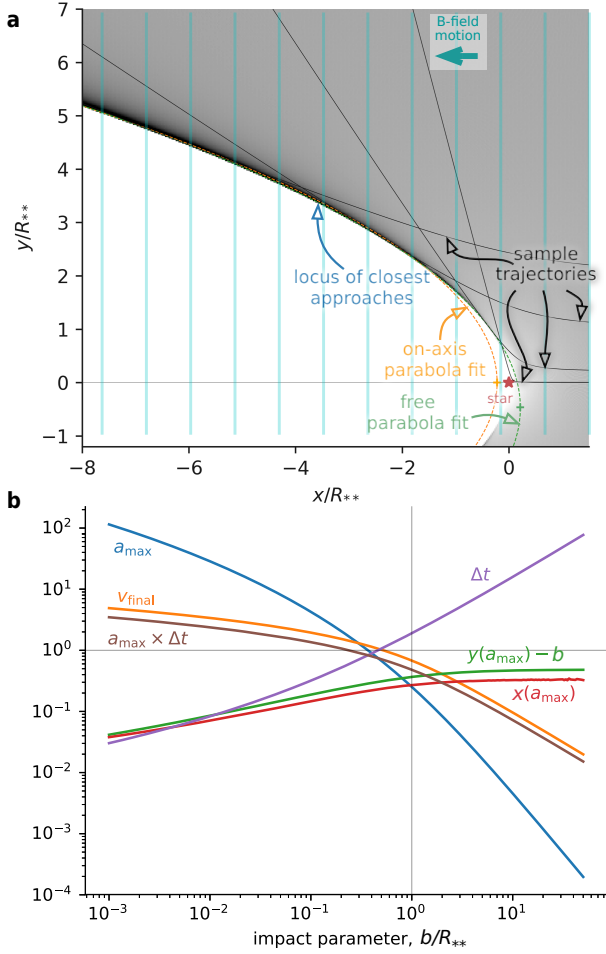 a
7
6
5
4
3
2
1
0
−1
y/R**
B-field
motion
locus of closest
approaches
sample
trajectories
on-axis
parabola fit
star
free
parabola fit
−8
−6
−4
−2
0
x/R**
b
10²
10¹
10⁰
10⁻¹
10⁻²
10⁻³
10⁻⁴
a_max
v_final
a_max × Δt
Δt
y(a_max) − b
x(a_max)
10⁻³
10⁻²
10⁻¹
10⁰
10¹
impact parameter, b/R**